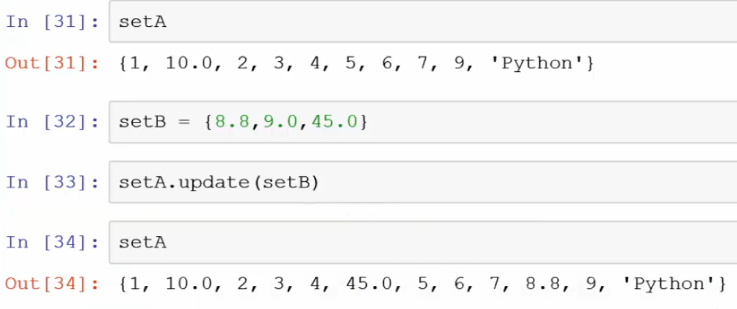 In [31]: setA
Out[31]: {1, 10.0, 2, 3, 4, 5, 6, 7, 9, 'Python'}
In [32]: setB = {8.8,9.0,45.0}
In [33]: setA.update(setB)
In [34]: setA
Out[34]: {1, 10.0, 2, 3, 4, 45.0, 5, 6, 7, 8.8, 9, 'Python'}